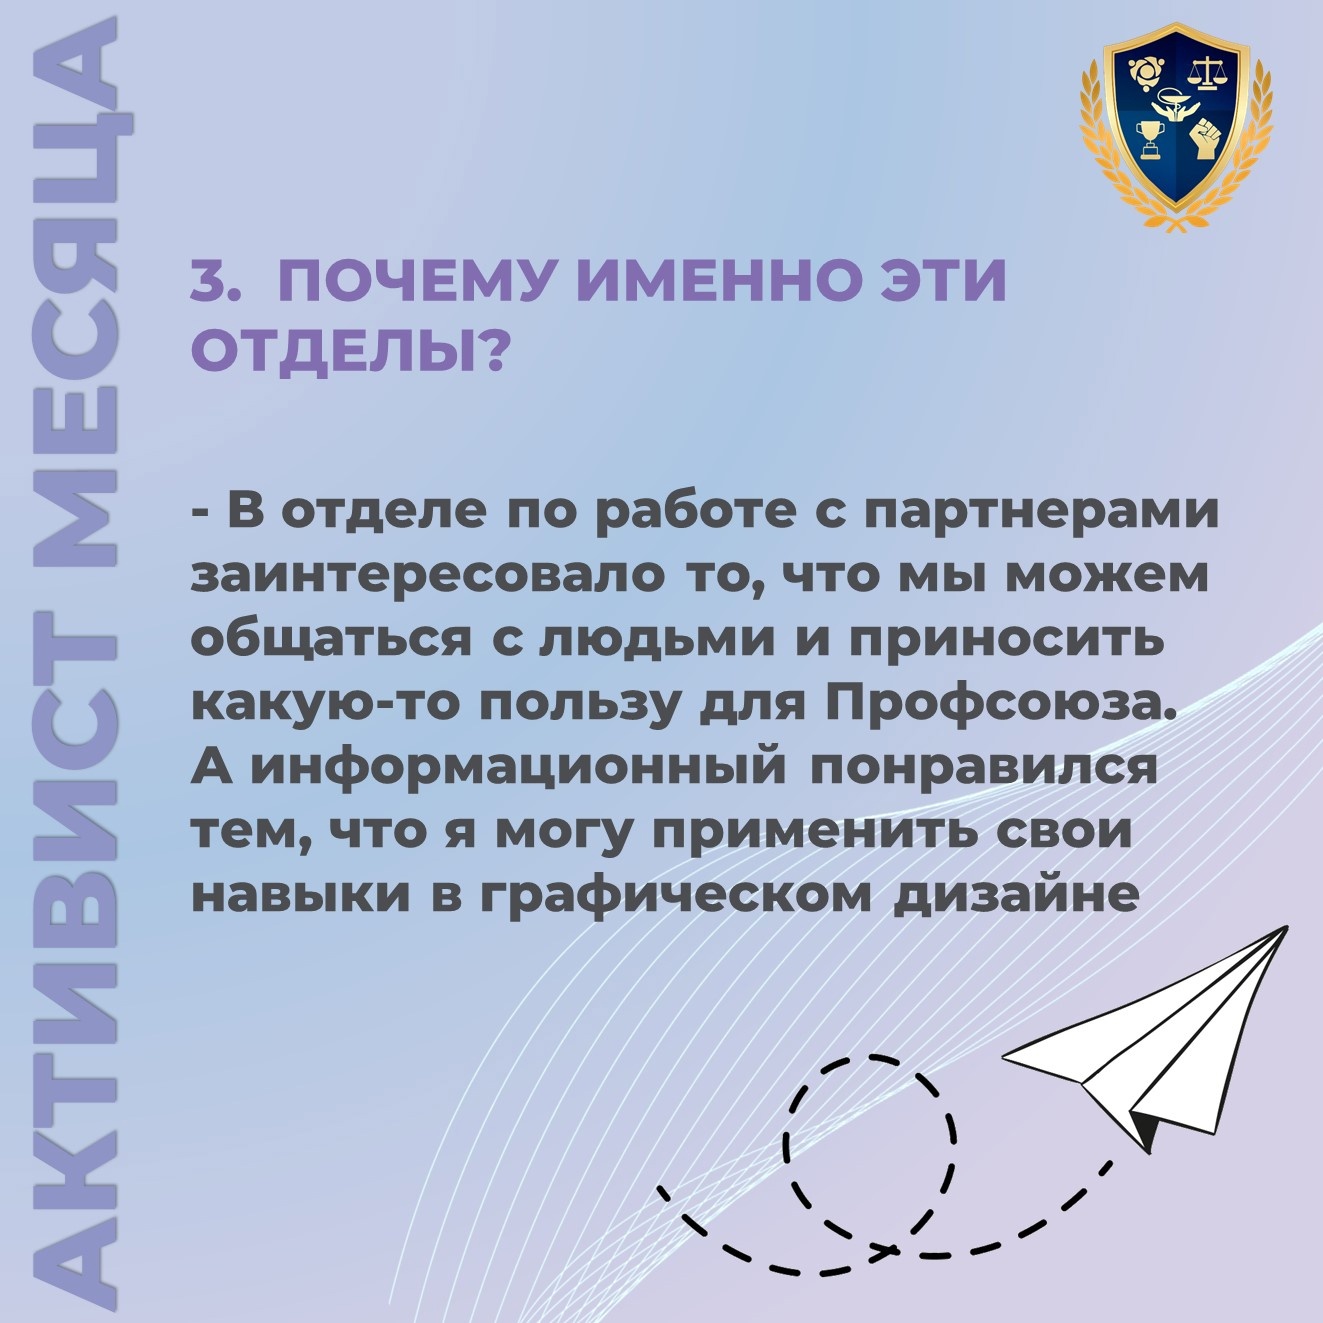 АКТИВИСТ МЕСЯЦА
3. ПОЧЕМУ ИМЕННО ЭТИ
ОТДЕЛЫ?
- В отделе по работе с партнерами
заинтересовало то, что мы можем
общаться с людьми и приносить
какую-то пользу для Профсоюза.
А информационный понравился
тем, что я могу применить свои
навыки в графическом дизайне